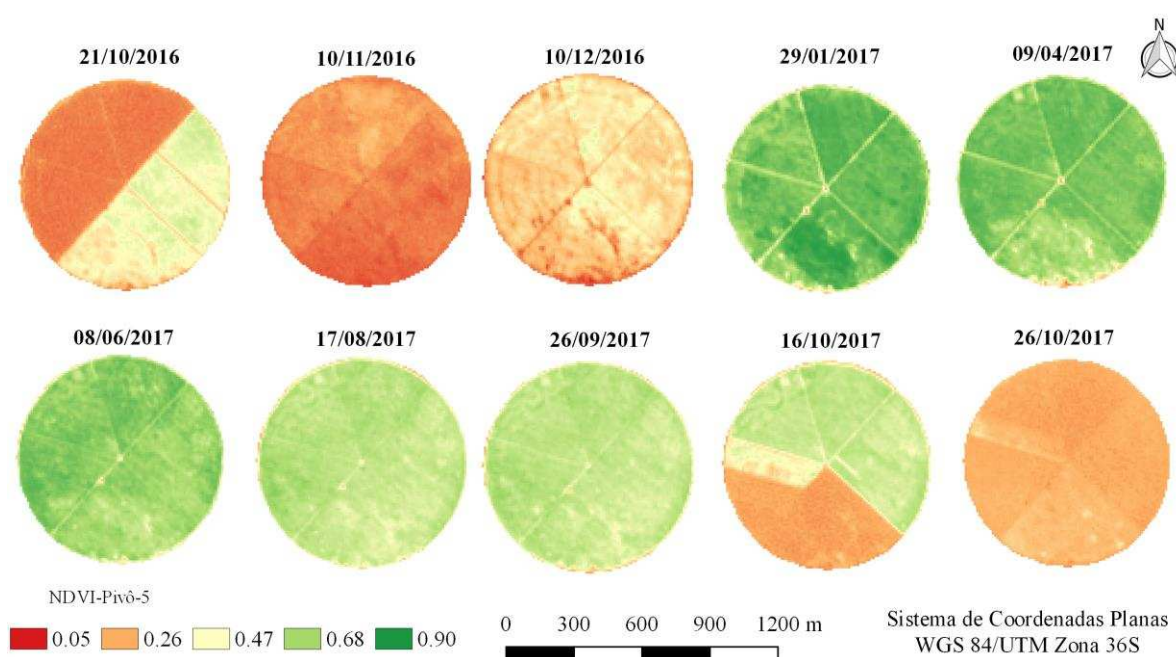 N
21/10/2016 10/11/2016 10/12/2016 29/01/2017 09/04/2017
08/06/2017 17/08/2017 26/09/2017 16/10/2017 26/10/2017
NDVI-Pivô-5
0.05 0.26 0.47 0.68 0.90
0 300 600 900 1200 m
Sistema de Coordenadas Planas
WGS 84/UTM Zona 36S